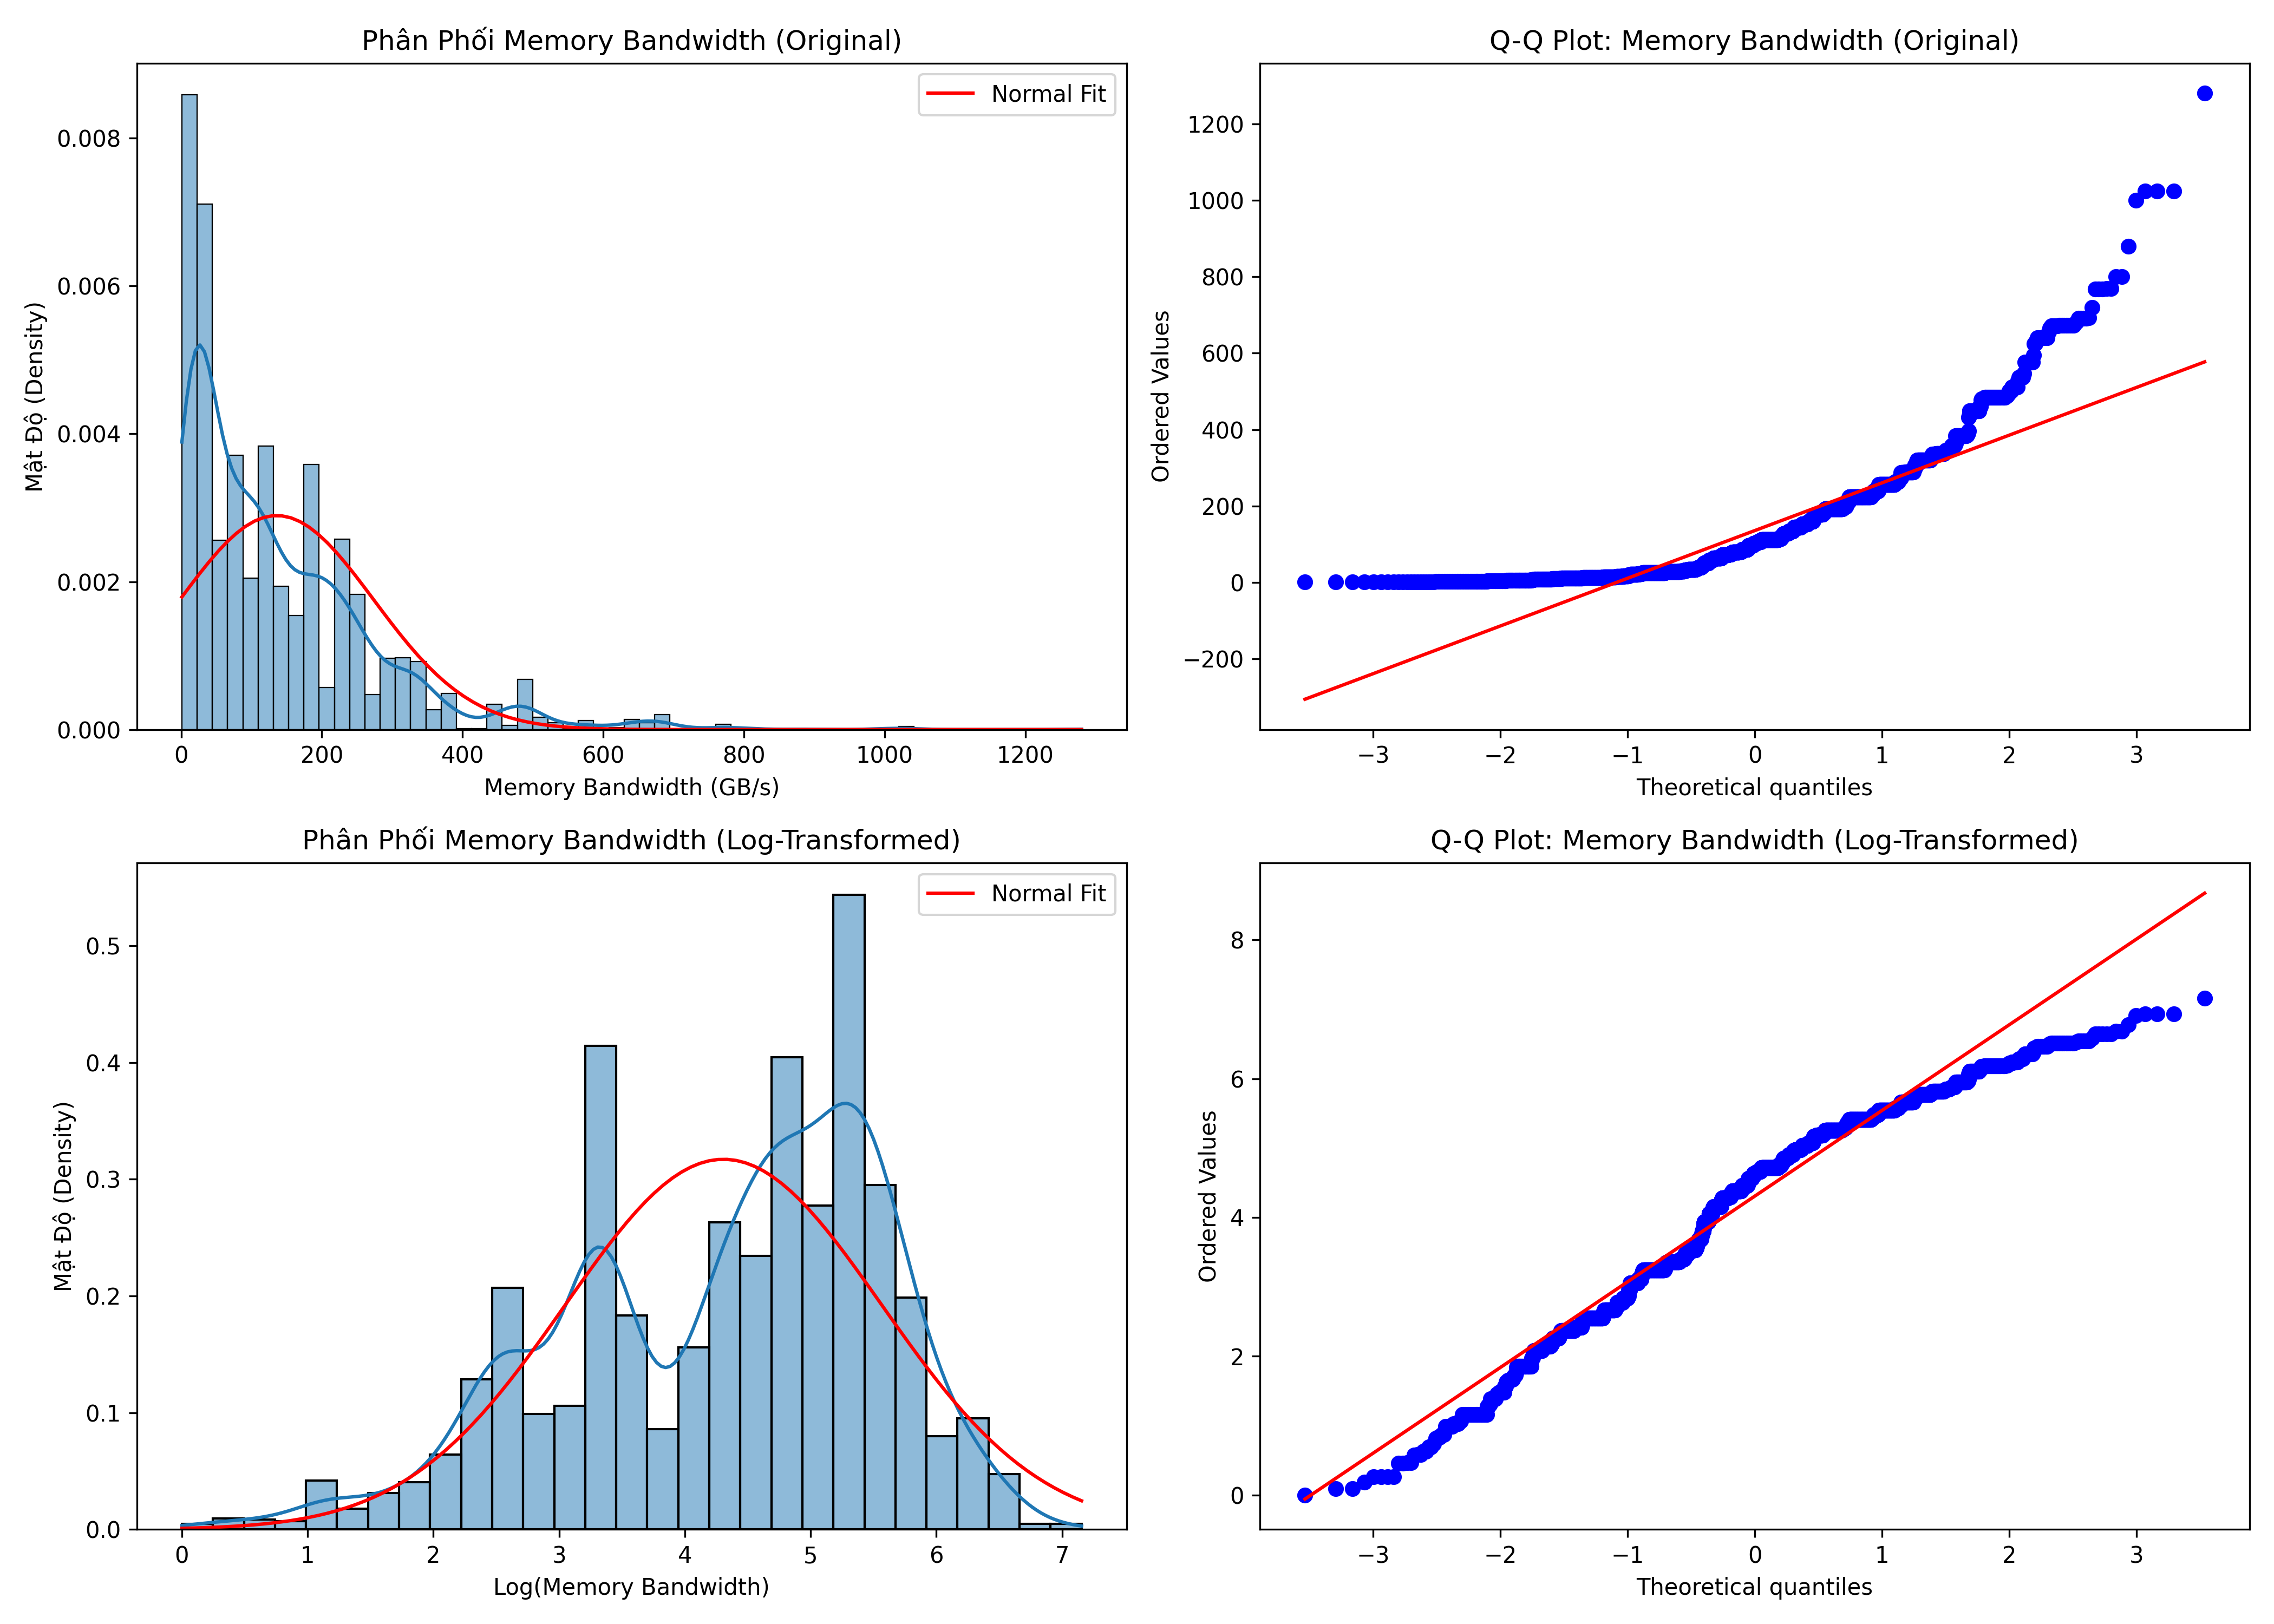 Phân Phối Memory Bandwidth (Original)
Normal Fit
Mật Độ (Density)
0.008
0.006
0.004
0.002
0.000
0 200 400 600 800 1000 1200
Memory Bandwidth (GB/s)
Q-Q Plot: Memory Bandwidth (Original)
Ordered Values
1200
1000
800
600
400
200
0
−200
−3 −2 −1 0 1 2 3
Theoretical quantiles
Phân Phối Memory Bandwidth (Log-Transformed)
Normal Fit
Mật Độ (Density)
0.5
0.4
0.3
0.2
0.1
0.0
0 1 2 3 4 5 6 7
Log(Memory Bandwidth)
Q-Q Plot: Memory Bandwidth (Log-Transformed)
Ordered Values
8
6
4
2
0
−3 −2 −1 0 1 2 3
Theoretical quantiles